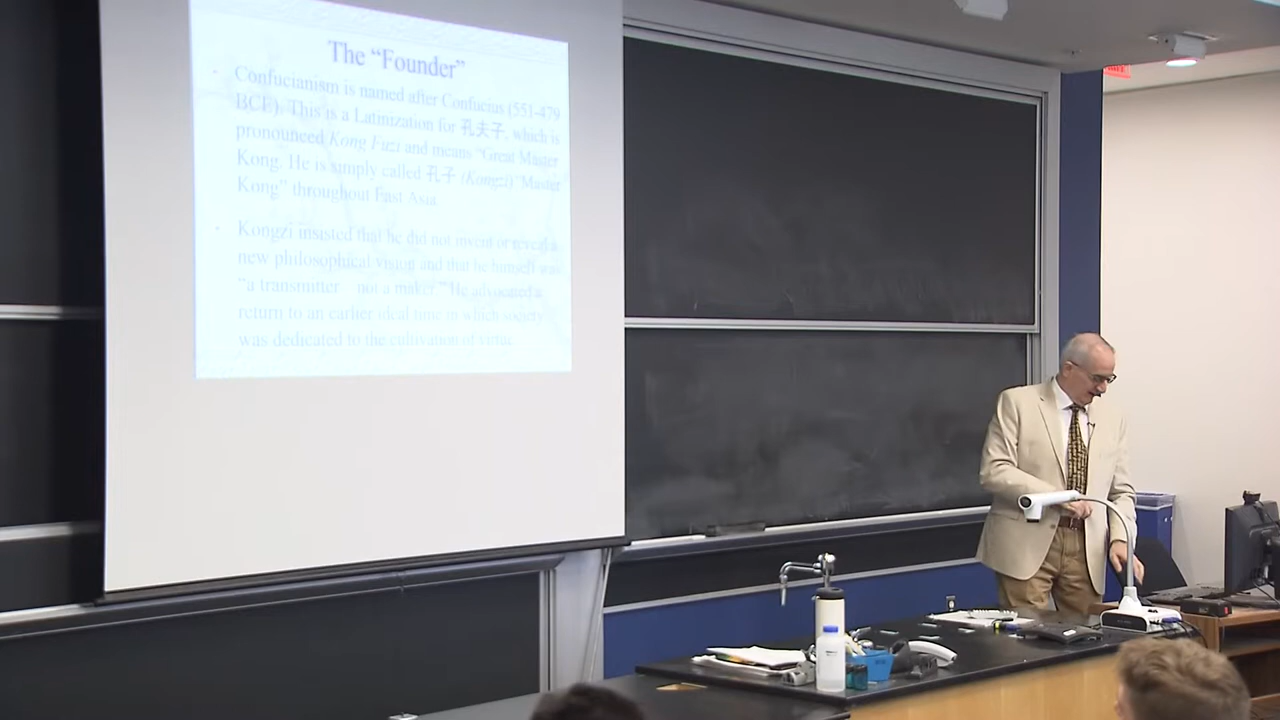 The “Founder”
Confucianism is named after Confucius (551-479
BCE). This is a Latinization for 孔夫子, which is
pronounced Kong Fuzi and means “Great Master
Kong. He is simply called 孔子 (Kongzi) “Master
Kong” throughout East Asia.
Kongzi insisted that he did not invent or reveal a
new philosophical vision and that he himself was
“a transmitter not a maker.” He advocated a
return to an earlier ideal time in which society
was dedicated to the cultivation of virtue.